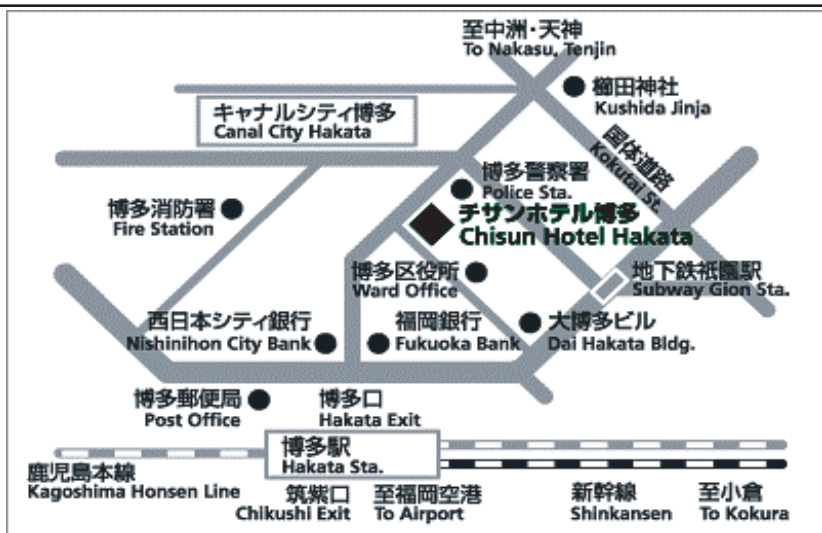 至中洲・天神
To Nakasu, Tenjin
櫛田神社
Kushida Jinja
キャナルシティ博多
Canal City Hakata
国体道路
Kokutai St.
博多警察署
Police Sta.
博多消防署
Fire Station
チサンホテル博多
Chisun Hotel Hakata
博多区役所
Ward Office
地下鉄祇園駅
Subway Gion Sta.
西日本シティ銀行
Nishinihon City Bank
福岡銀行
Fukuoka Bank
大博多ビル
Dai Hakata Bldg.
博多郵便局
Post Office
博多口
Hakata Exit
博多駅
Hakata Sta.
鹿児島本線
Kagoshima Honsen Line
筑紫口
Chikushi Exit
至福岡空港
To Airport
新幹線
Shinkansen
至小倉
To Kokura